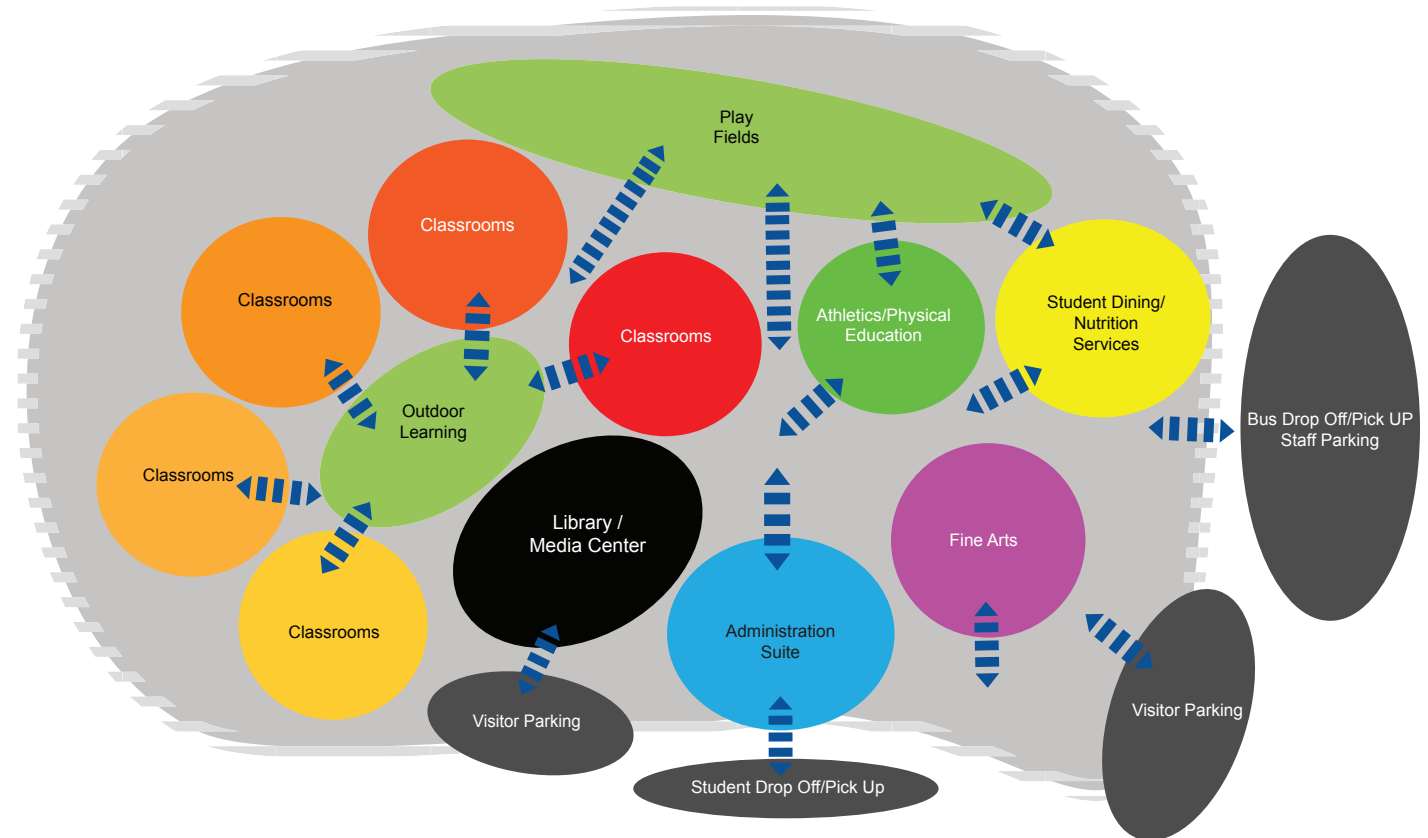 Play
Fields
Classrooms
Classrooms
Classrooms
Athletics/Physical
Education
Student Dining/
Nutrition
Services
Outdoor
Learning
Bus Drop Off/Pick UP
Staff Parking
Classrooms
Library /
Media Center
Fine Arts
Classrooms
Administration
Suite
Visitor Parking
Visitor Parking
Student Drop Off/Pick Up